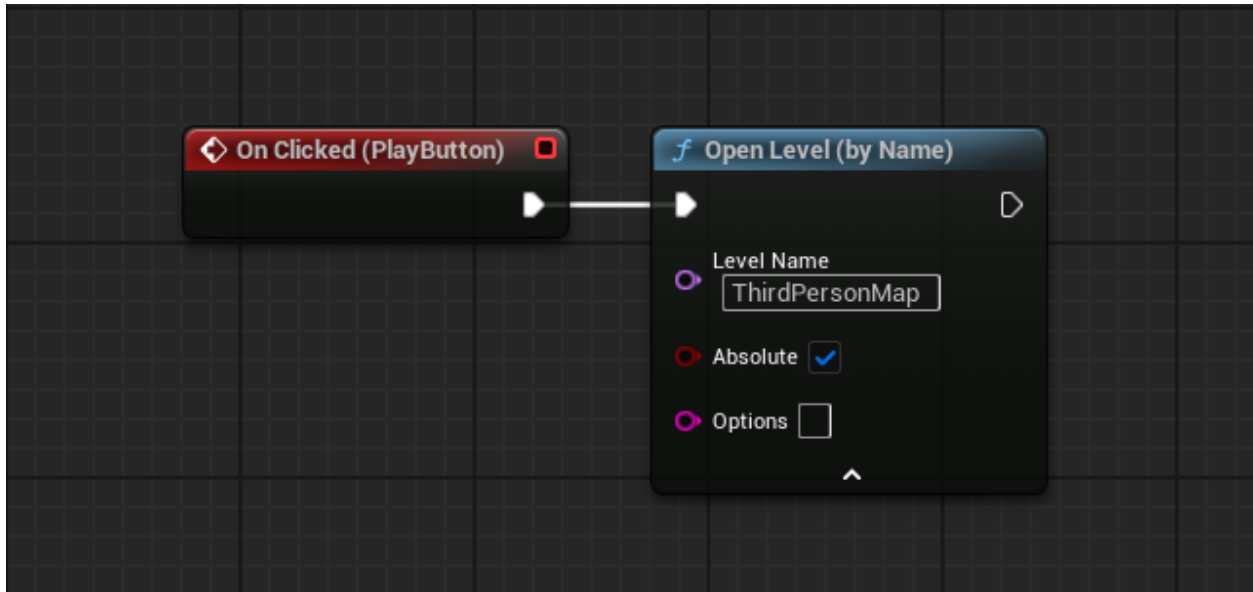 On Clicked (PlayButton)
f Open Level (by Name)
Level Name
ThirdPersonMap
Absolute
Options